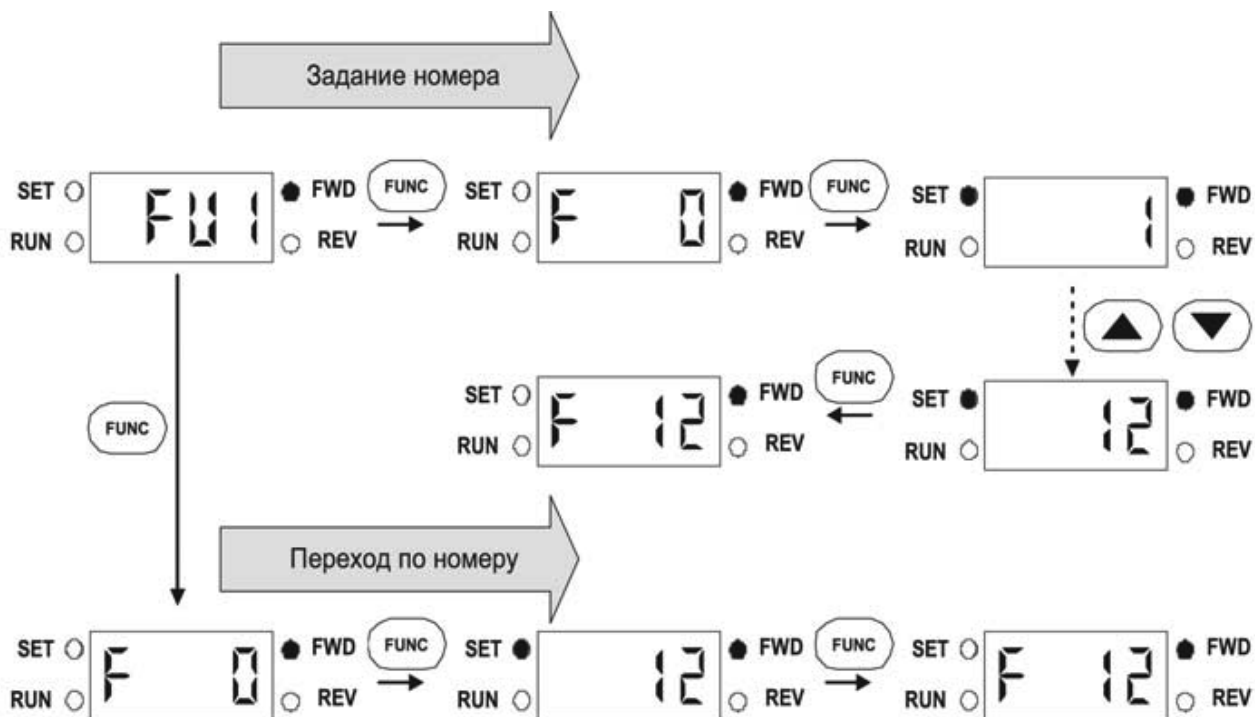 Задание номера
SET FU1 FWD FUNC SET F 0 FWD FUNC SET 1 FWD
RUN REV RUN REV RUN REV
SET F 12 FWD FUNC SET 12 FWD
FUNC RUN REV RUN REV
Переход по номеру
SET F 0 FWD FUNC SET 12 FWD FUNC SET F 12 FWD
RUN REV RUN REV RUN REV